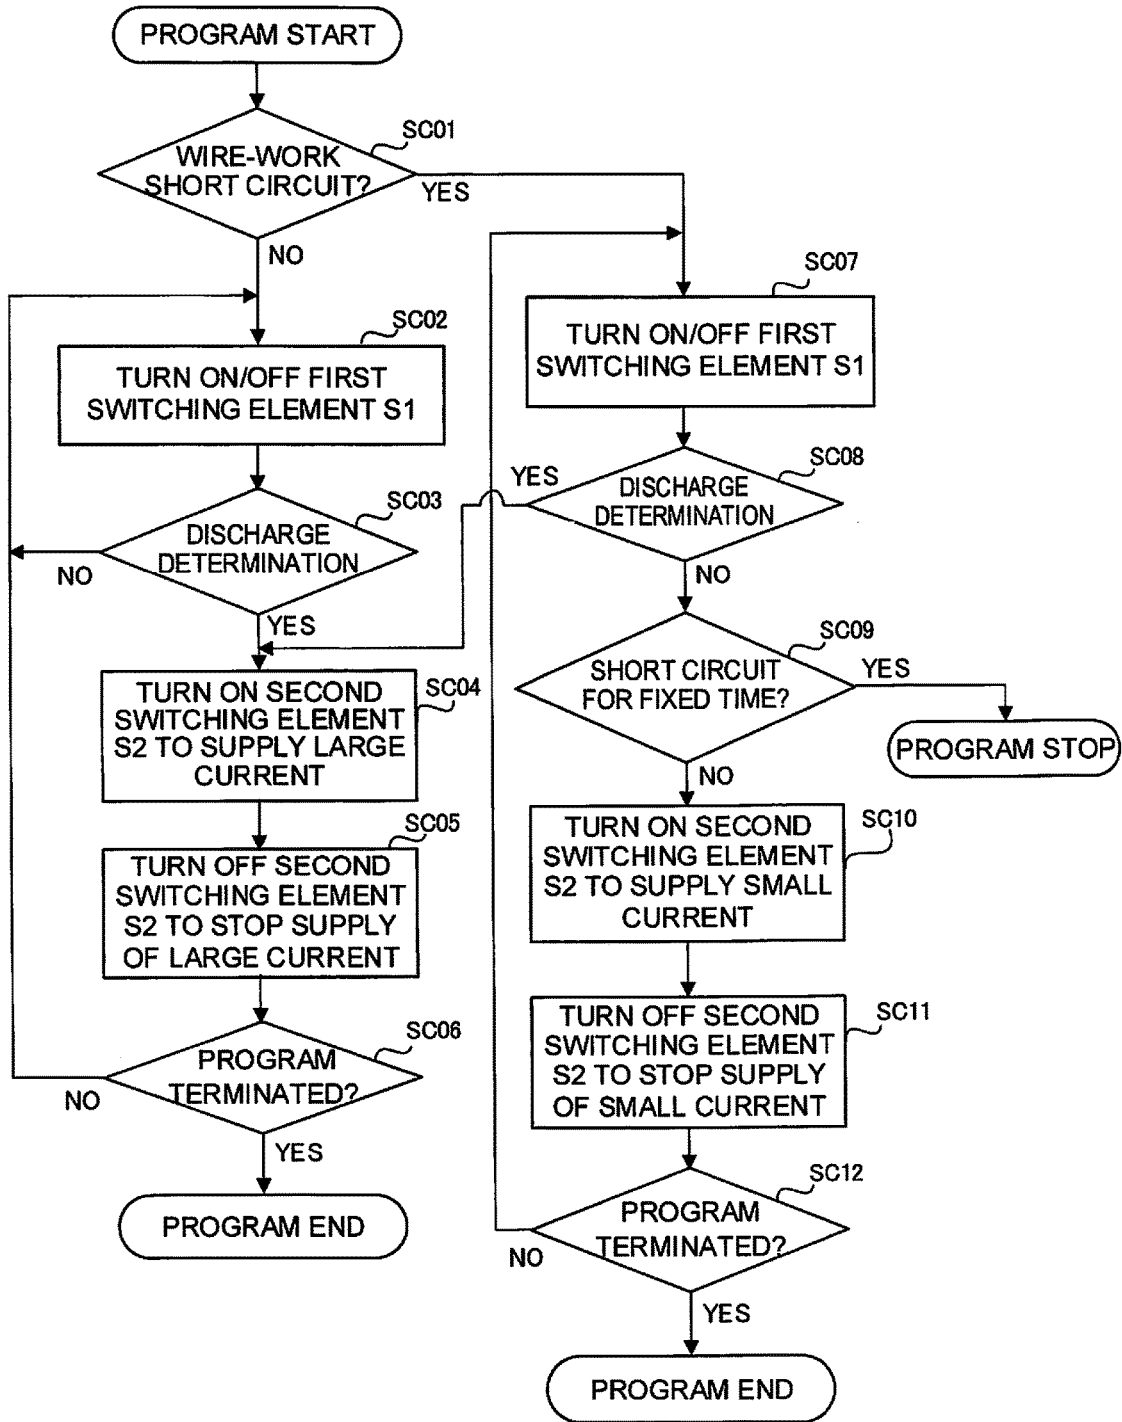 PROGRAM START
SC01
WIRE-WORK
SHORT CIRCUIT?
YES
NO
SC02
TURN ON/OFF FIRST
SWITCHING ELEMENT S1
SC03
DISCHARGE
DETERMINATION
NO
YES
SC04
TURN ON SECOND
SWITCHING ELEMENT
S2 TO SUPPLY LARGE
CURRENT
SC05
TURN OFF SECOND
SWITCHING ELEMENT
S2 TO STOP SUPPLY
OF LARGE CURRENT
SC06
PROGRAM
TERMINATED?
NO
YES
PROGRAM END
SC07
TURN ON/OFF FIRST
SWITCHING ELEMENT S1
SC08
YES
DISCHARGE
DETERMINATION
NO
SC09
SHORT CIRCUIT
FOR FIXED TIME?
YES
PROGRAM STOP
NO
SC10
TURN ON SECOND
SWITCHING ELEMENT
S2 TO SUPPLY SMALL
CURRENT
SC11
TURN OFF SECOND
SWITCHING ELEMENT
S2 TO STOP SUPPLY
OF SMALL CURRENT
SC12
PROGRAM
TERMINATED?
NO
YES
PROGRAM END